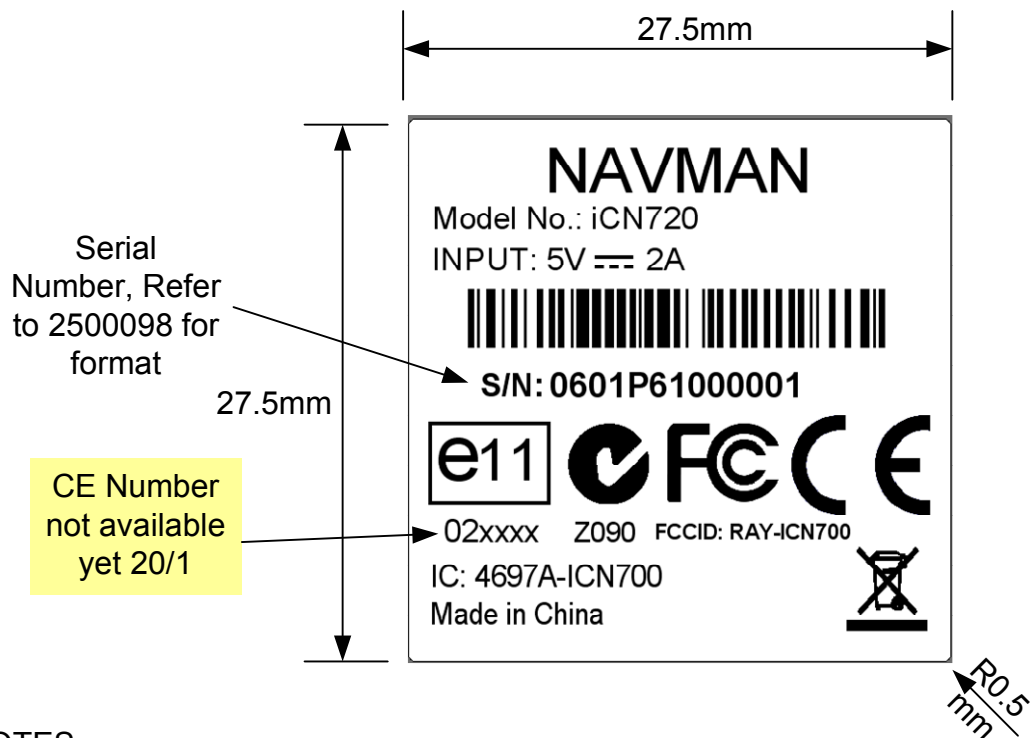 27.5mm
NAVMAN
Model No.: iCN720
INPUT: 5V 2A
Serial
Number, Refer
to 2500098 for
format
S/N: 0601P61000001
27.5mm
e11 FC CE
CE Number
not available
yet 20/1
02xxxx Z090 FCCID: RAY-ICN700
IC: 4697A-ICN700
Made in China
R0.5
mm